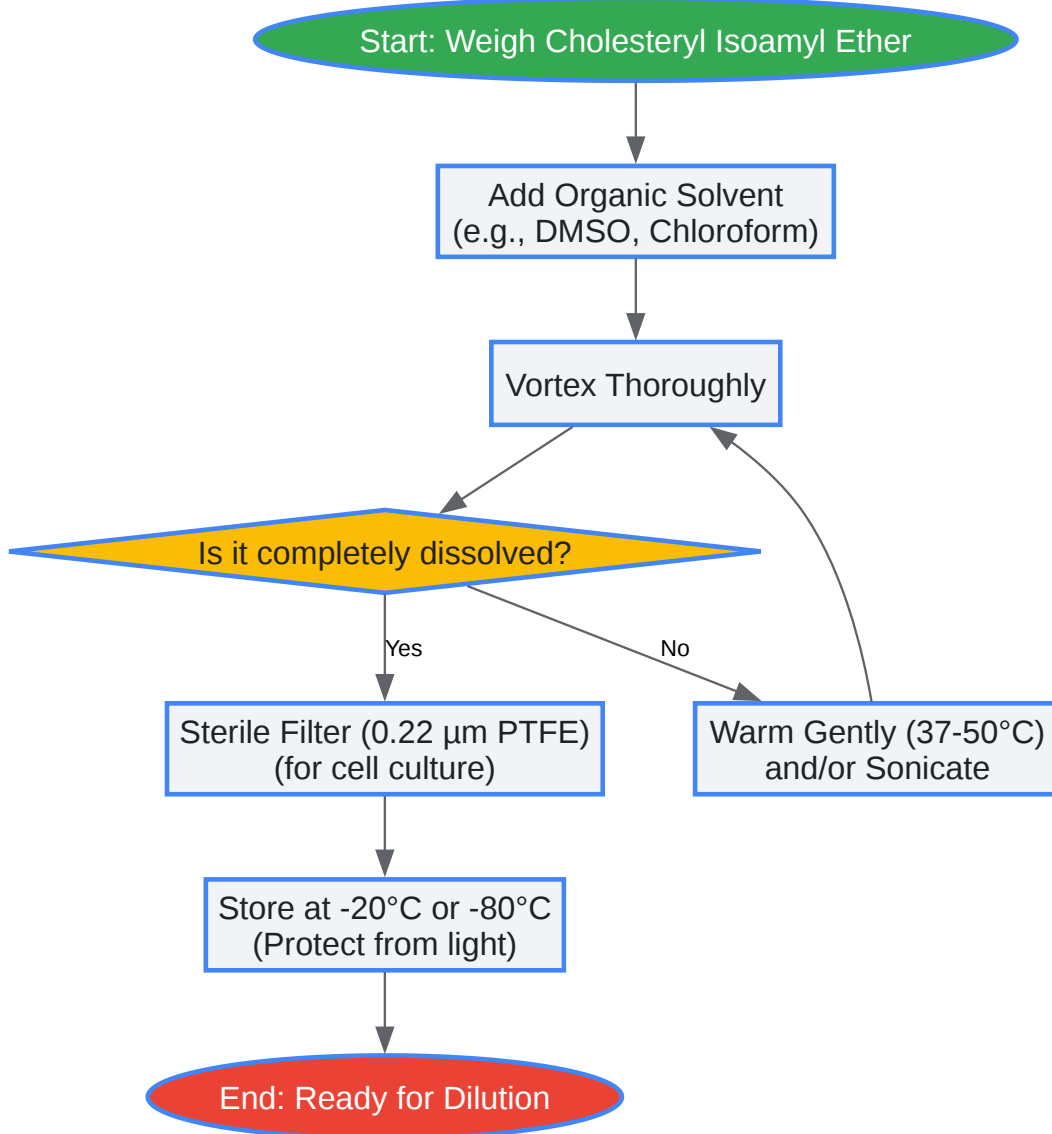 Start: Weigh Cholesteryl Isoamyl Ether
Add Organic Solvent
(e.g., DMSO, Chloroform)
Vortex Thoroughly
Is it completely dissolved?
Yes
No
Sterile Filter (0.22 µm PTFE)
(for cell culture)
Warm Gently (37-50°C)
and/or Sonicate
Store at -20°C or -80°C
(Protect from light)
End: Ready for Dilution